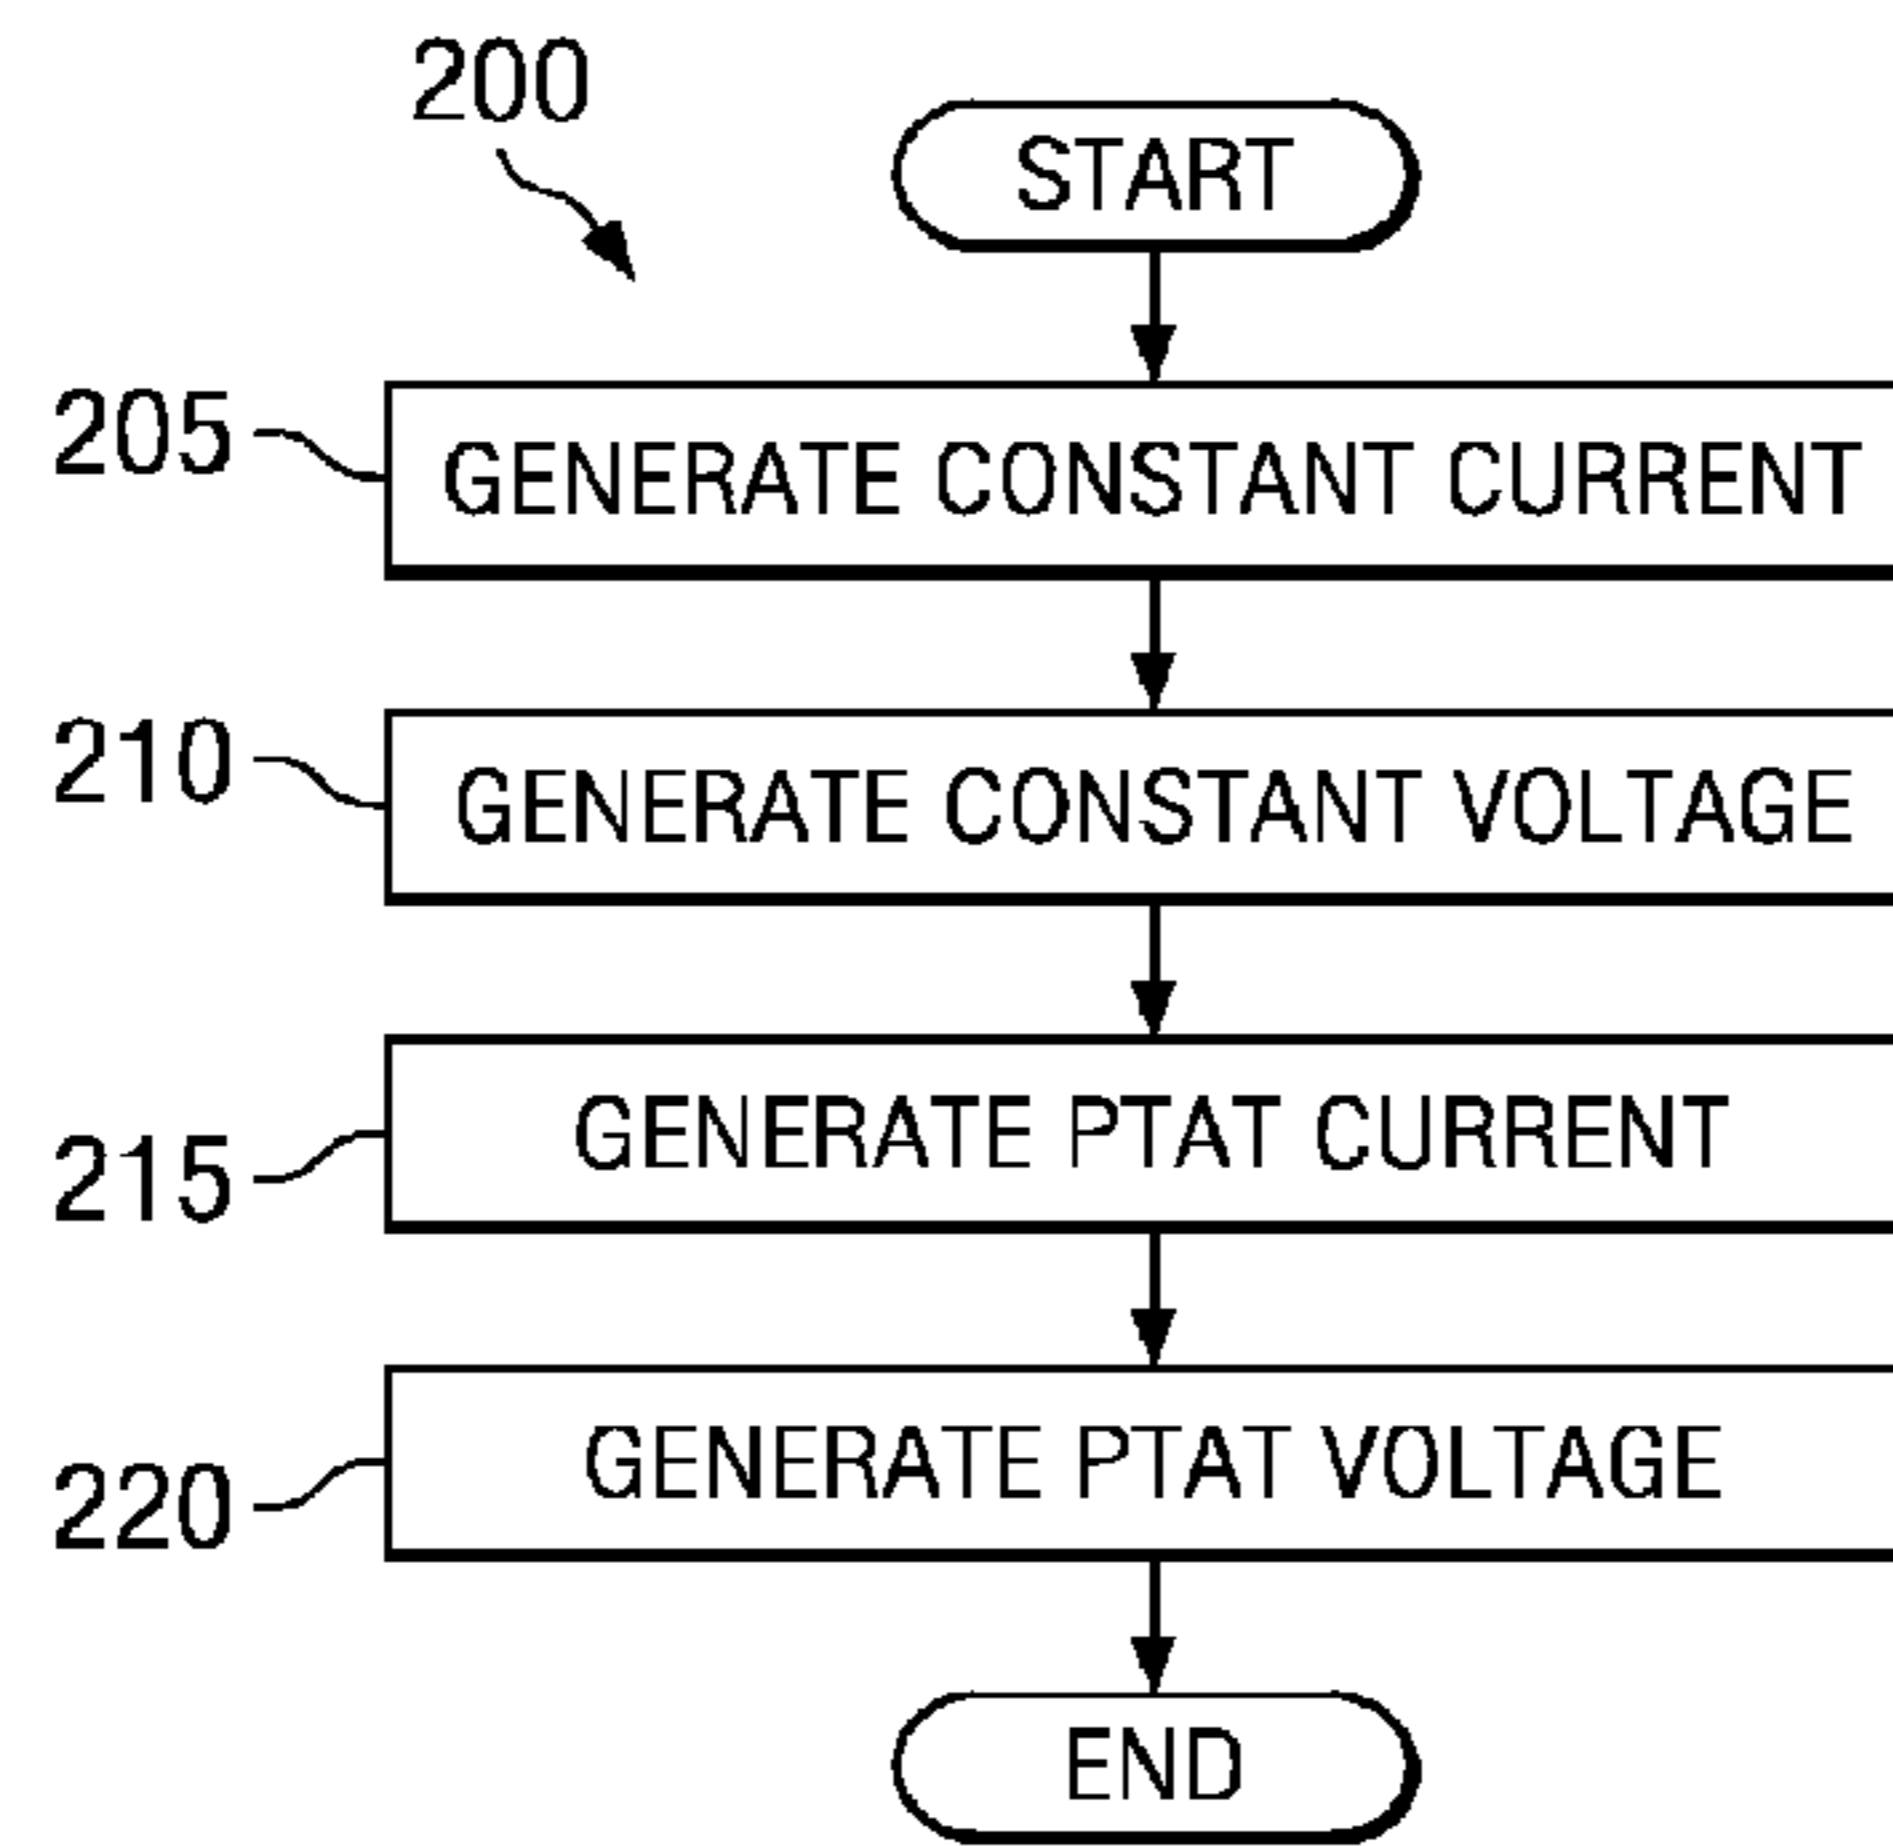 200
START
205
GENERATE CONSTANT CURRENT
210
GENERATE CONSTANT VOLTAGE
215
GENERATE PTAT CURRENT
220
GENERATE PTAT VOLTAGE
END